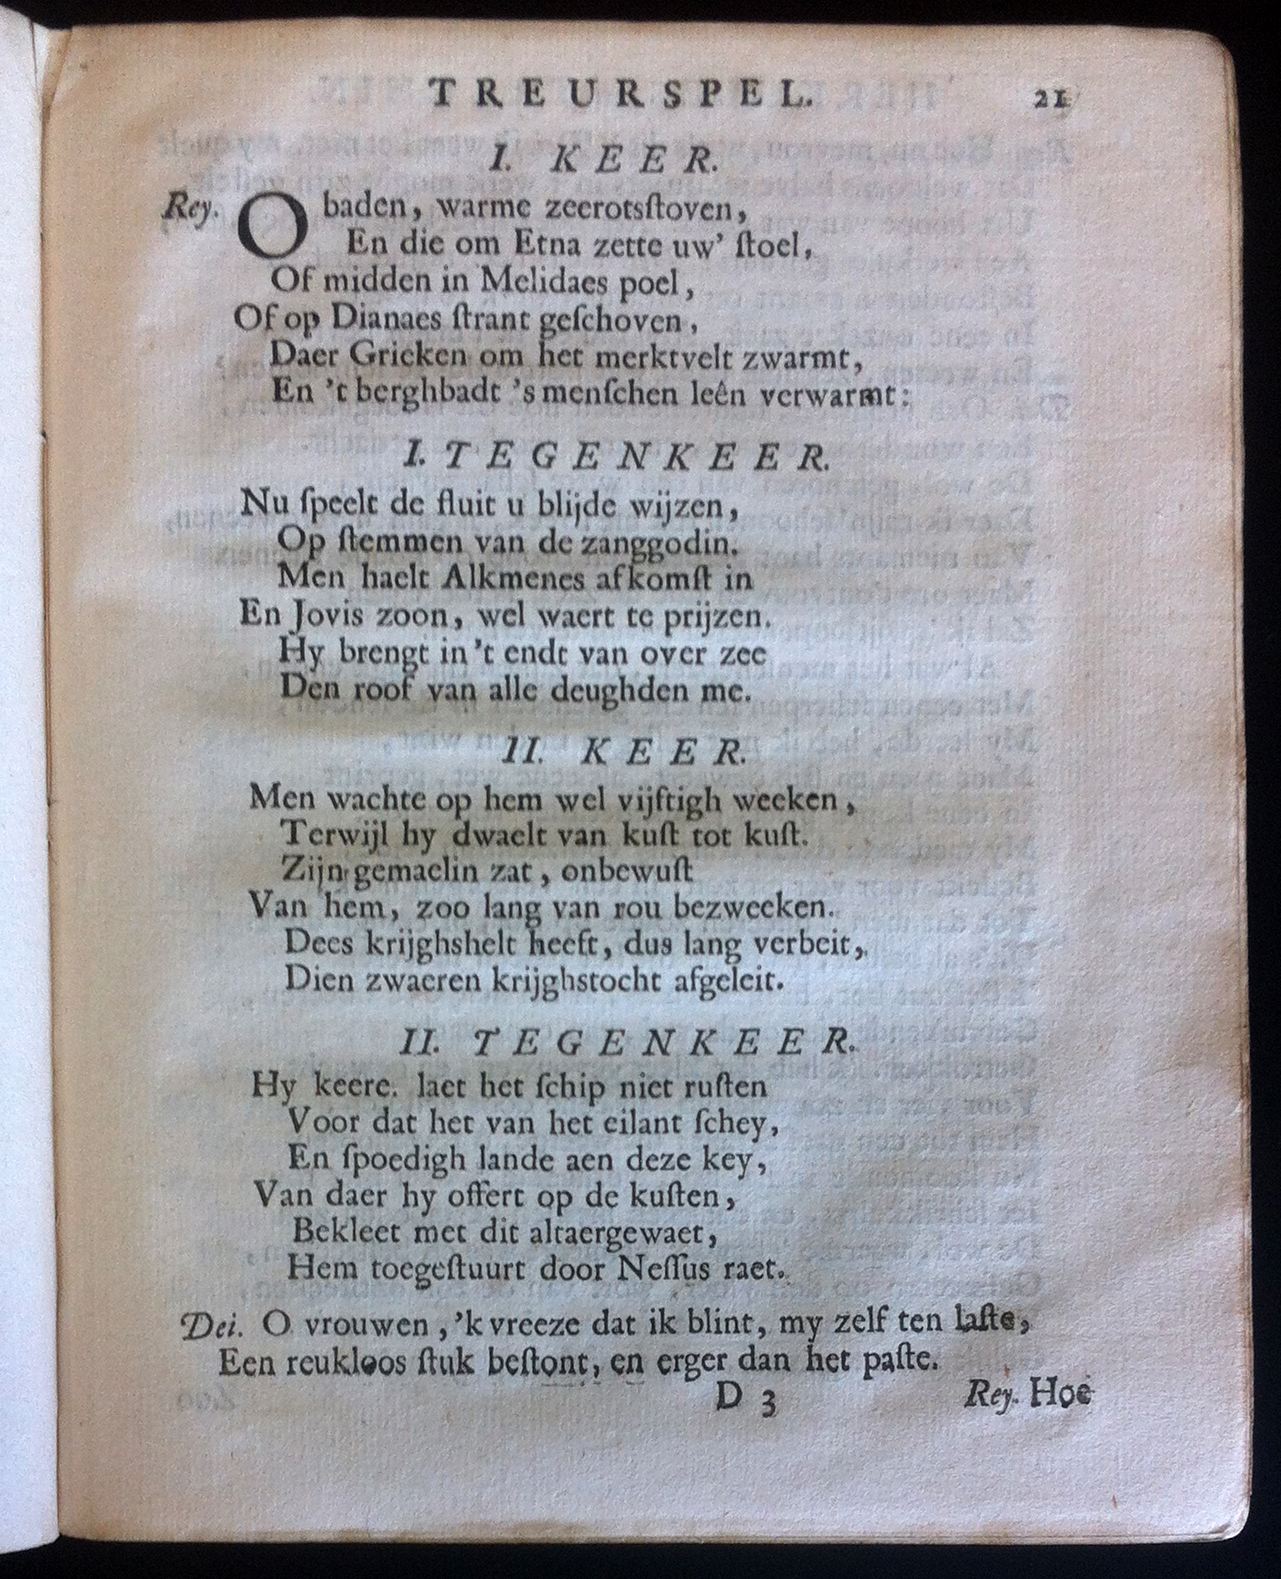 TREURSPEL. 21
I. KEER.
Rey. O baden, warme zeerotsſtoven,
En die om Etna zette uw’ ſtoel,
Of midden in Melidaes poel,
Of op Dianaes ſtrant geſchoven,
Daer Grieken om het merktvelt zwarmt,
En ’t berghbadt ’s menſchen leên verwarmt:
I. TEGENKEER.
Nu ſpeelt de fluit u blijde wijzen,
Op ſtemmen van de zanggodin.
Men haelt Alkmenes afkomſt in
En Jovis zoon, wel waert te prijzen.
Hy brengt in ’t endt van over zee
Den roof van alle deughden me.
II. KEER.
Men wachte op hem wel vijftigh weeken,
Terwijl hy dwaelt van kuſt tot kuſt.
Zijn gemaelin zat, onbewuſt
Van hem, zoo lang van rou bezweeken.
Dees krijghshelt heeft, dus lang verbeit,
Dien zwaeren krijghstocht afgeleit.
II. TEGENKEER.
Hy keere. laet het ſchip niet ruſten
Voor dat het van het eilant ſchey,
En ſpoedigh lande aen deze key,
Van daer hy offert op de kuſten,
Bekleet met dit altaergewaet,
Hem toegeſtuurt door Neſſus raet.
Dei. O vrouwen, ’k vreeze dat ik blint, my zelf ten laſte,
Een reukloos ſtuk beſtont, en erger dan het paſte.
D 3 Rey. Hoe